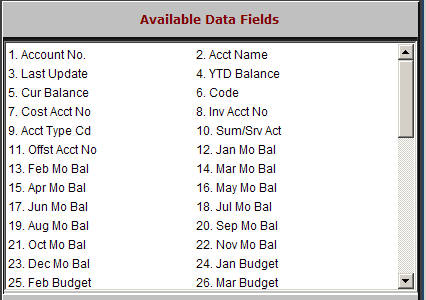 Available Data Fields
1. Account No. 2. Acct Name
3. Last Update 4. YTD Balance
5. Cur Balance 6. Code
7. Cost Acct No 8. Inv Acct No
9. Acct Type Cd 10. Sum/Srv Act
11. Offst Acct No 12. Jan Mo Bal
13. Feb Mo Bal 14. Mar Mo Bal
15. Apr Mo Bal 16. May Mo Bal
17. Jun Mo Bal 18. Jul Mo Bal
19. Aug Mo Bal 20. Sep Mo Bal
21. Oct Mo Bal 22. Nov Mo Bal
23. Dec Mo Bal 24. Jan Budget
25. Feb Budget 26. Mar Budget